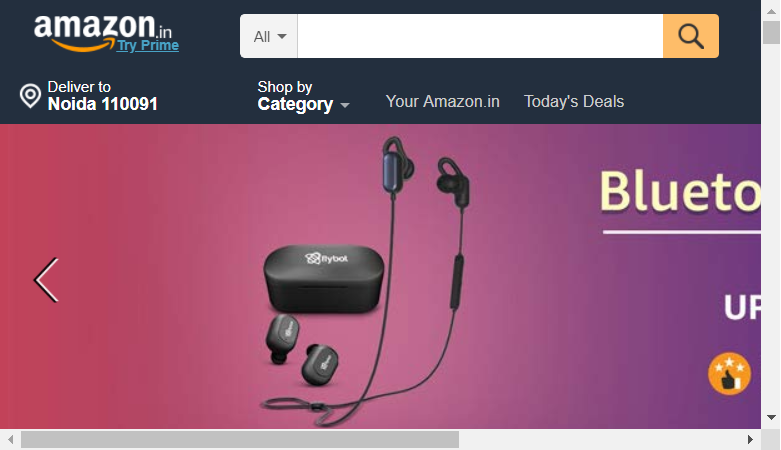 amazon.in
Try Prime
All
Deliver to
Noida 110091
Shop by
Category
Your Amazon.in
Today's Deals
Blueto
flybot
UP